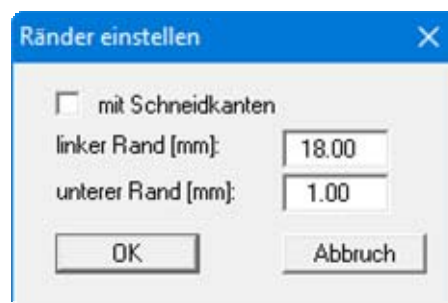 Ränder einstellen
mit Schneidkanten
linker Rand [mm]: 18.00
unterer Rand [mm]: 1.00
OK Abbruch